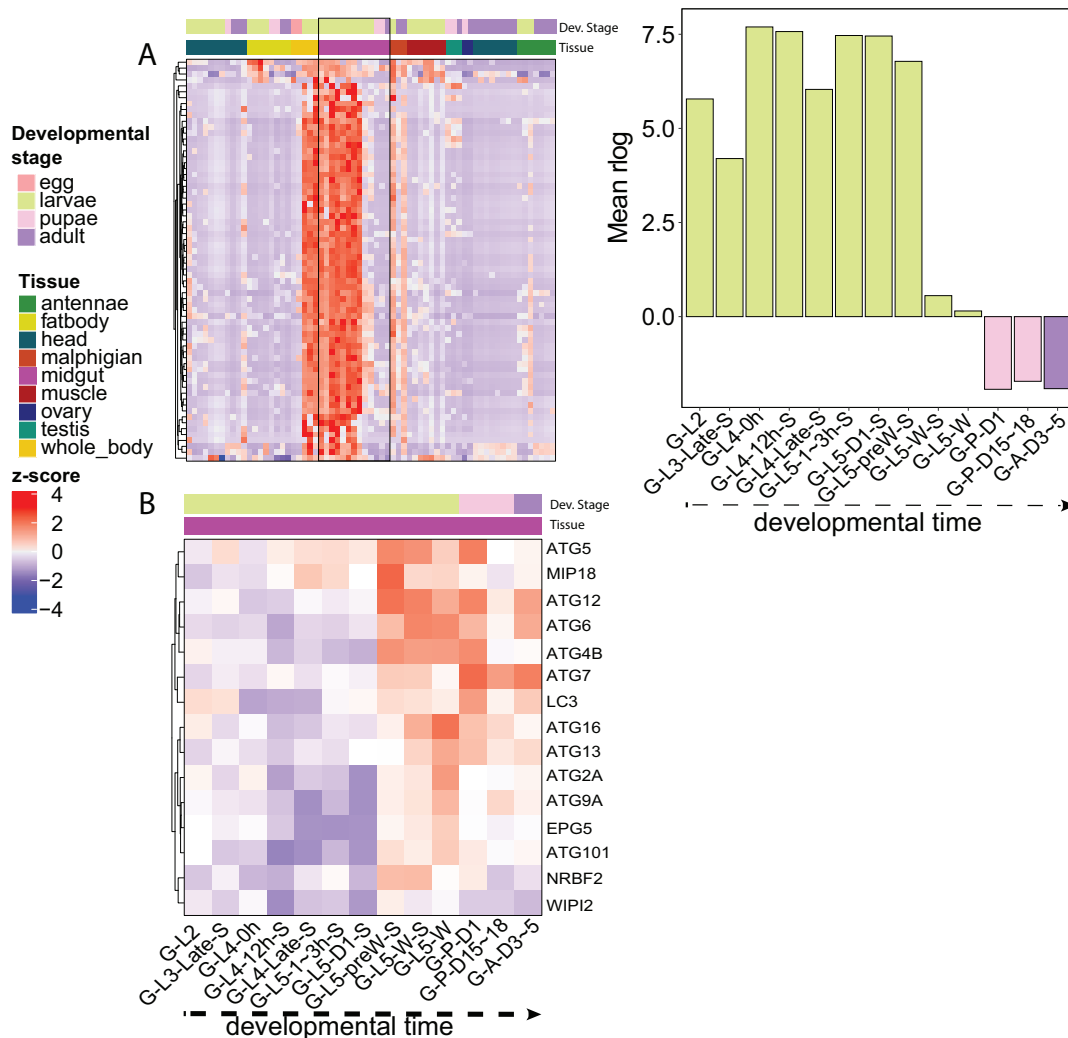 A
Dev. Stage
Tissue
Developmental
stage
egg
larvae
pupae
adult
Tissue
antennae
fatbody
head
malphigian
midgut
muscle
ovary
testis
whole_body
z-score
4
2
0
−2
−4
Mean rlog
7.5
5.0
2.5
0.0
G-L2
G-L3-Late-S
G-L4-0h
G-L4-12h-S
G-L4-Late-S
G-L5-1~3h-S
G-L5-D1-S
G-L5-preW-S
G-L5-W-S
G-L5-W
G-P-D1
G-P-D15~18
G-A-D3~5
developmental time
B
Dev. Stage
Tissue
ATG5
MIP18
ATG12
ATG6
ATG4B
ATG7
LC3
ATG16
ATG13
ATG2A
ATG9A
EPG5
ATG101
NRBF2
WIPI2
G-L2
G-L3-Late-S
G-L4-0h
G-L4-12h-S
G-L4-Late-S
G-L5-1~3h-S
G-L5-D1-S
G-L5-preW-S
G-L5-W-S
G-L5-W
G-P-D1
G-P-D15~18
G-A-D3~5
developmental time